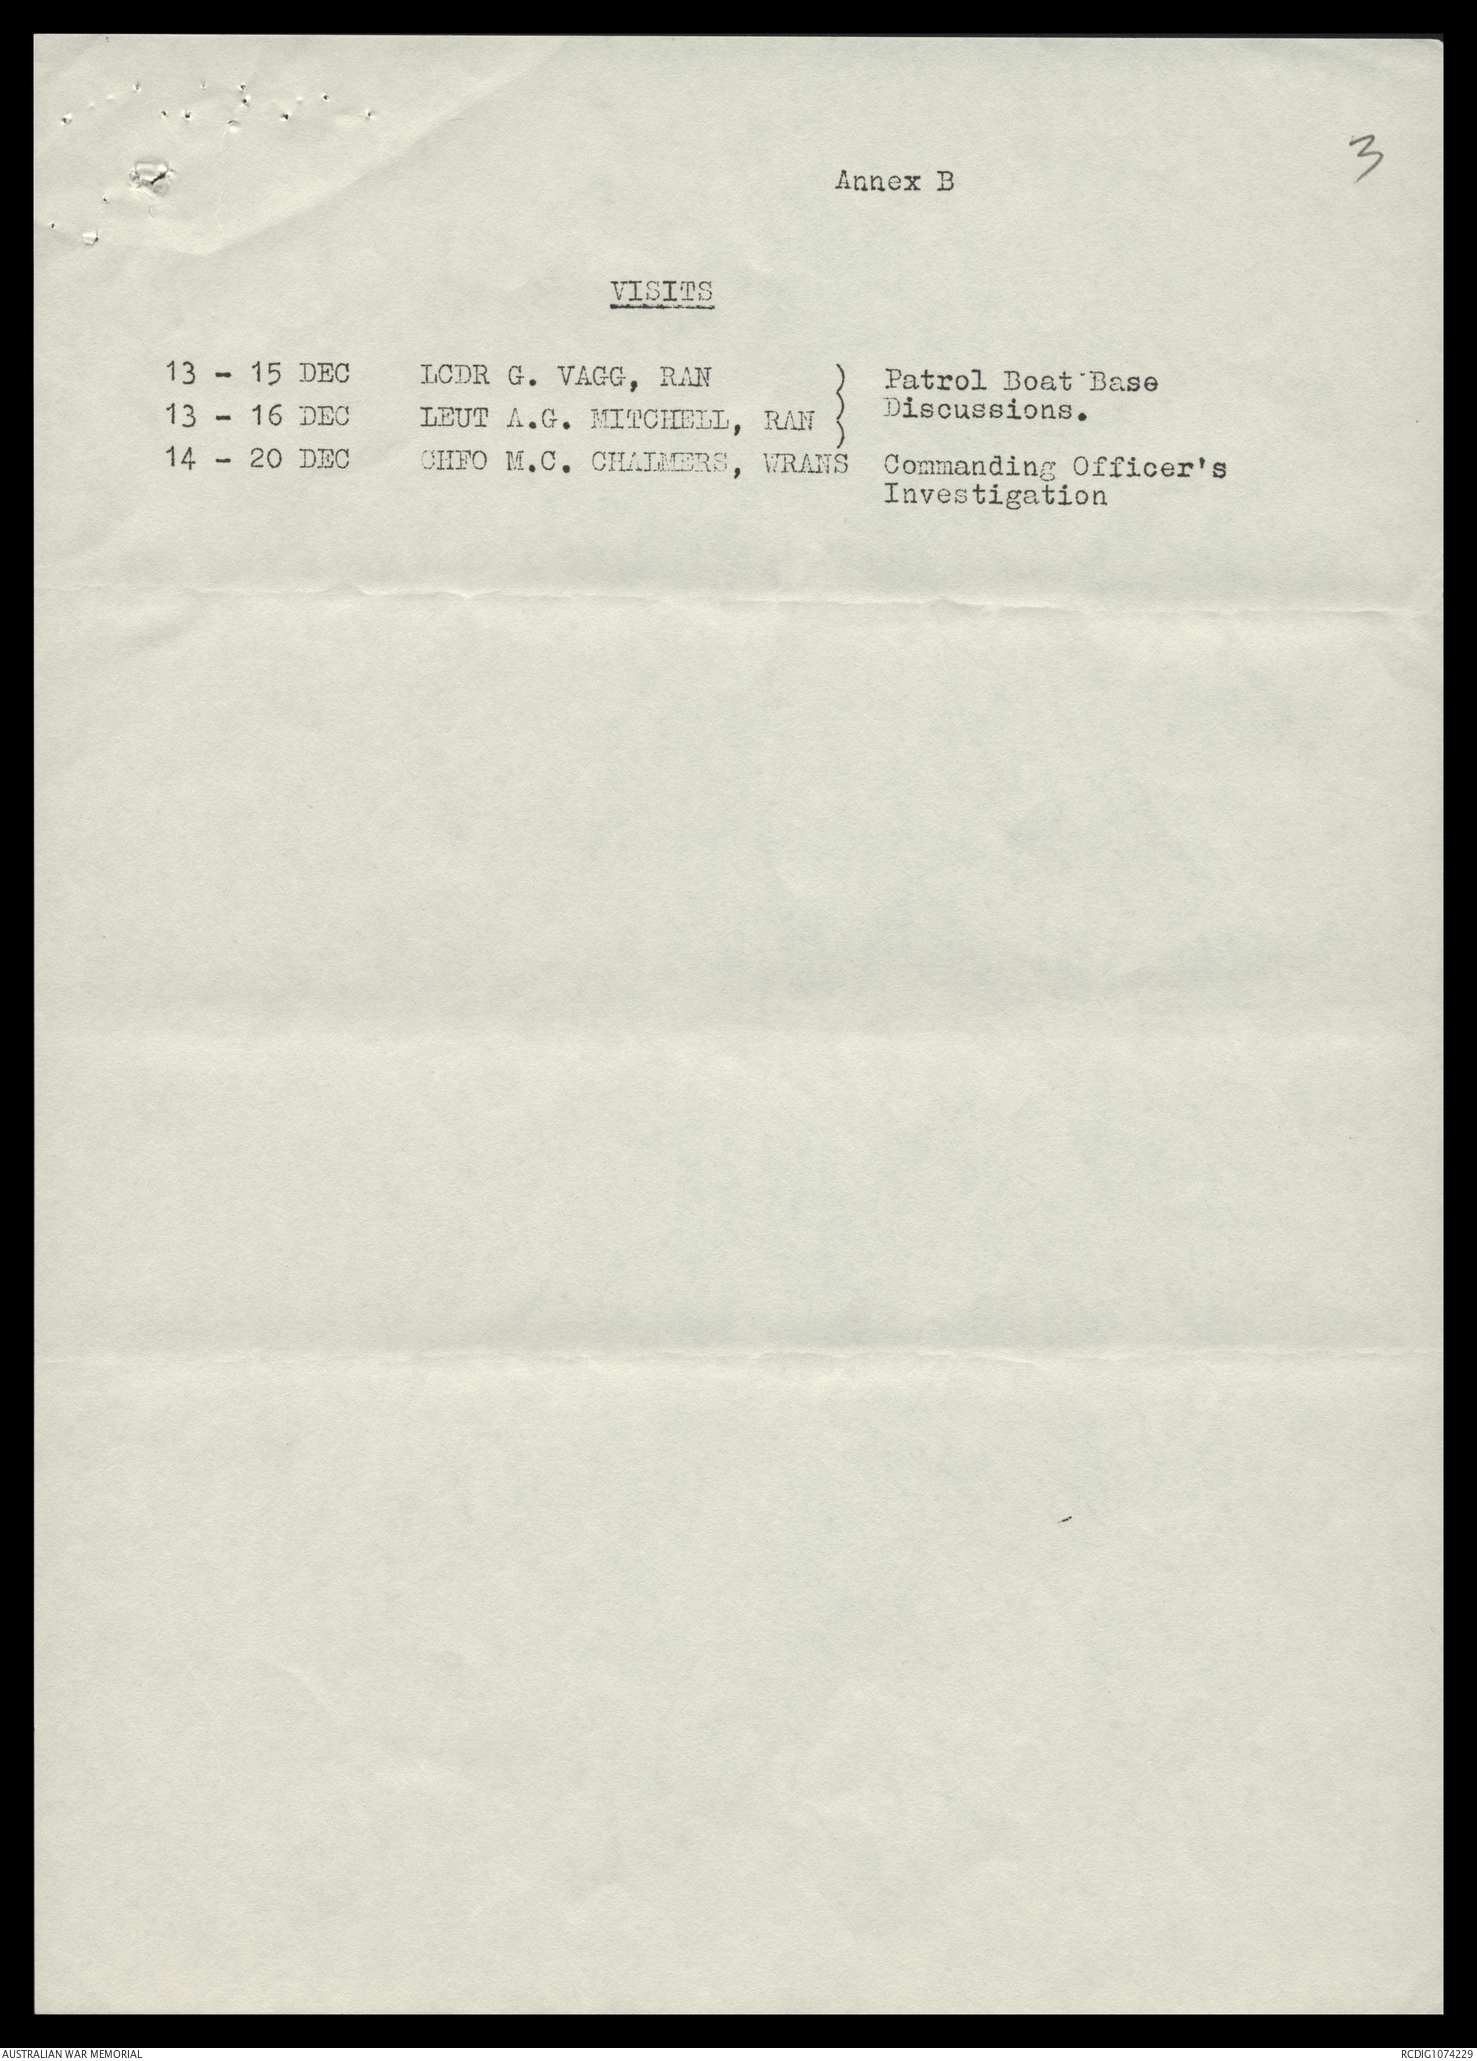 3
Annex B
VISITS
13 - 15 DEC LCDR G. VAGG, RAN ) Patrol Boat Base
Discussions.
13 - 16 DEC LEUT A.G. MITCHELL, RAN )
14 - 20 DEC CHFO M.C. CHALMERS, WRANS Commanding Officer's
Investigation
AUSTRALIAN WAR MEMORIAL
RCDIG1074229